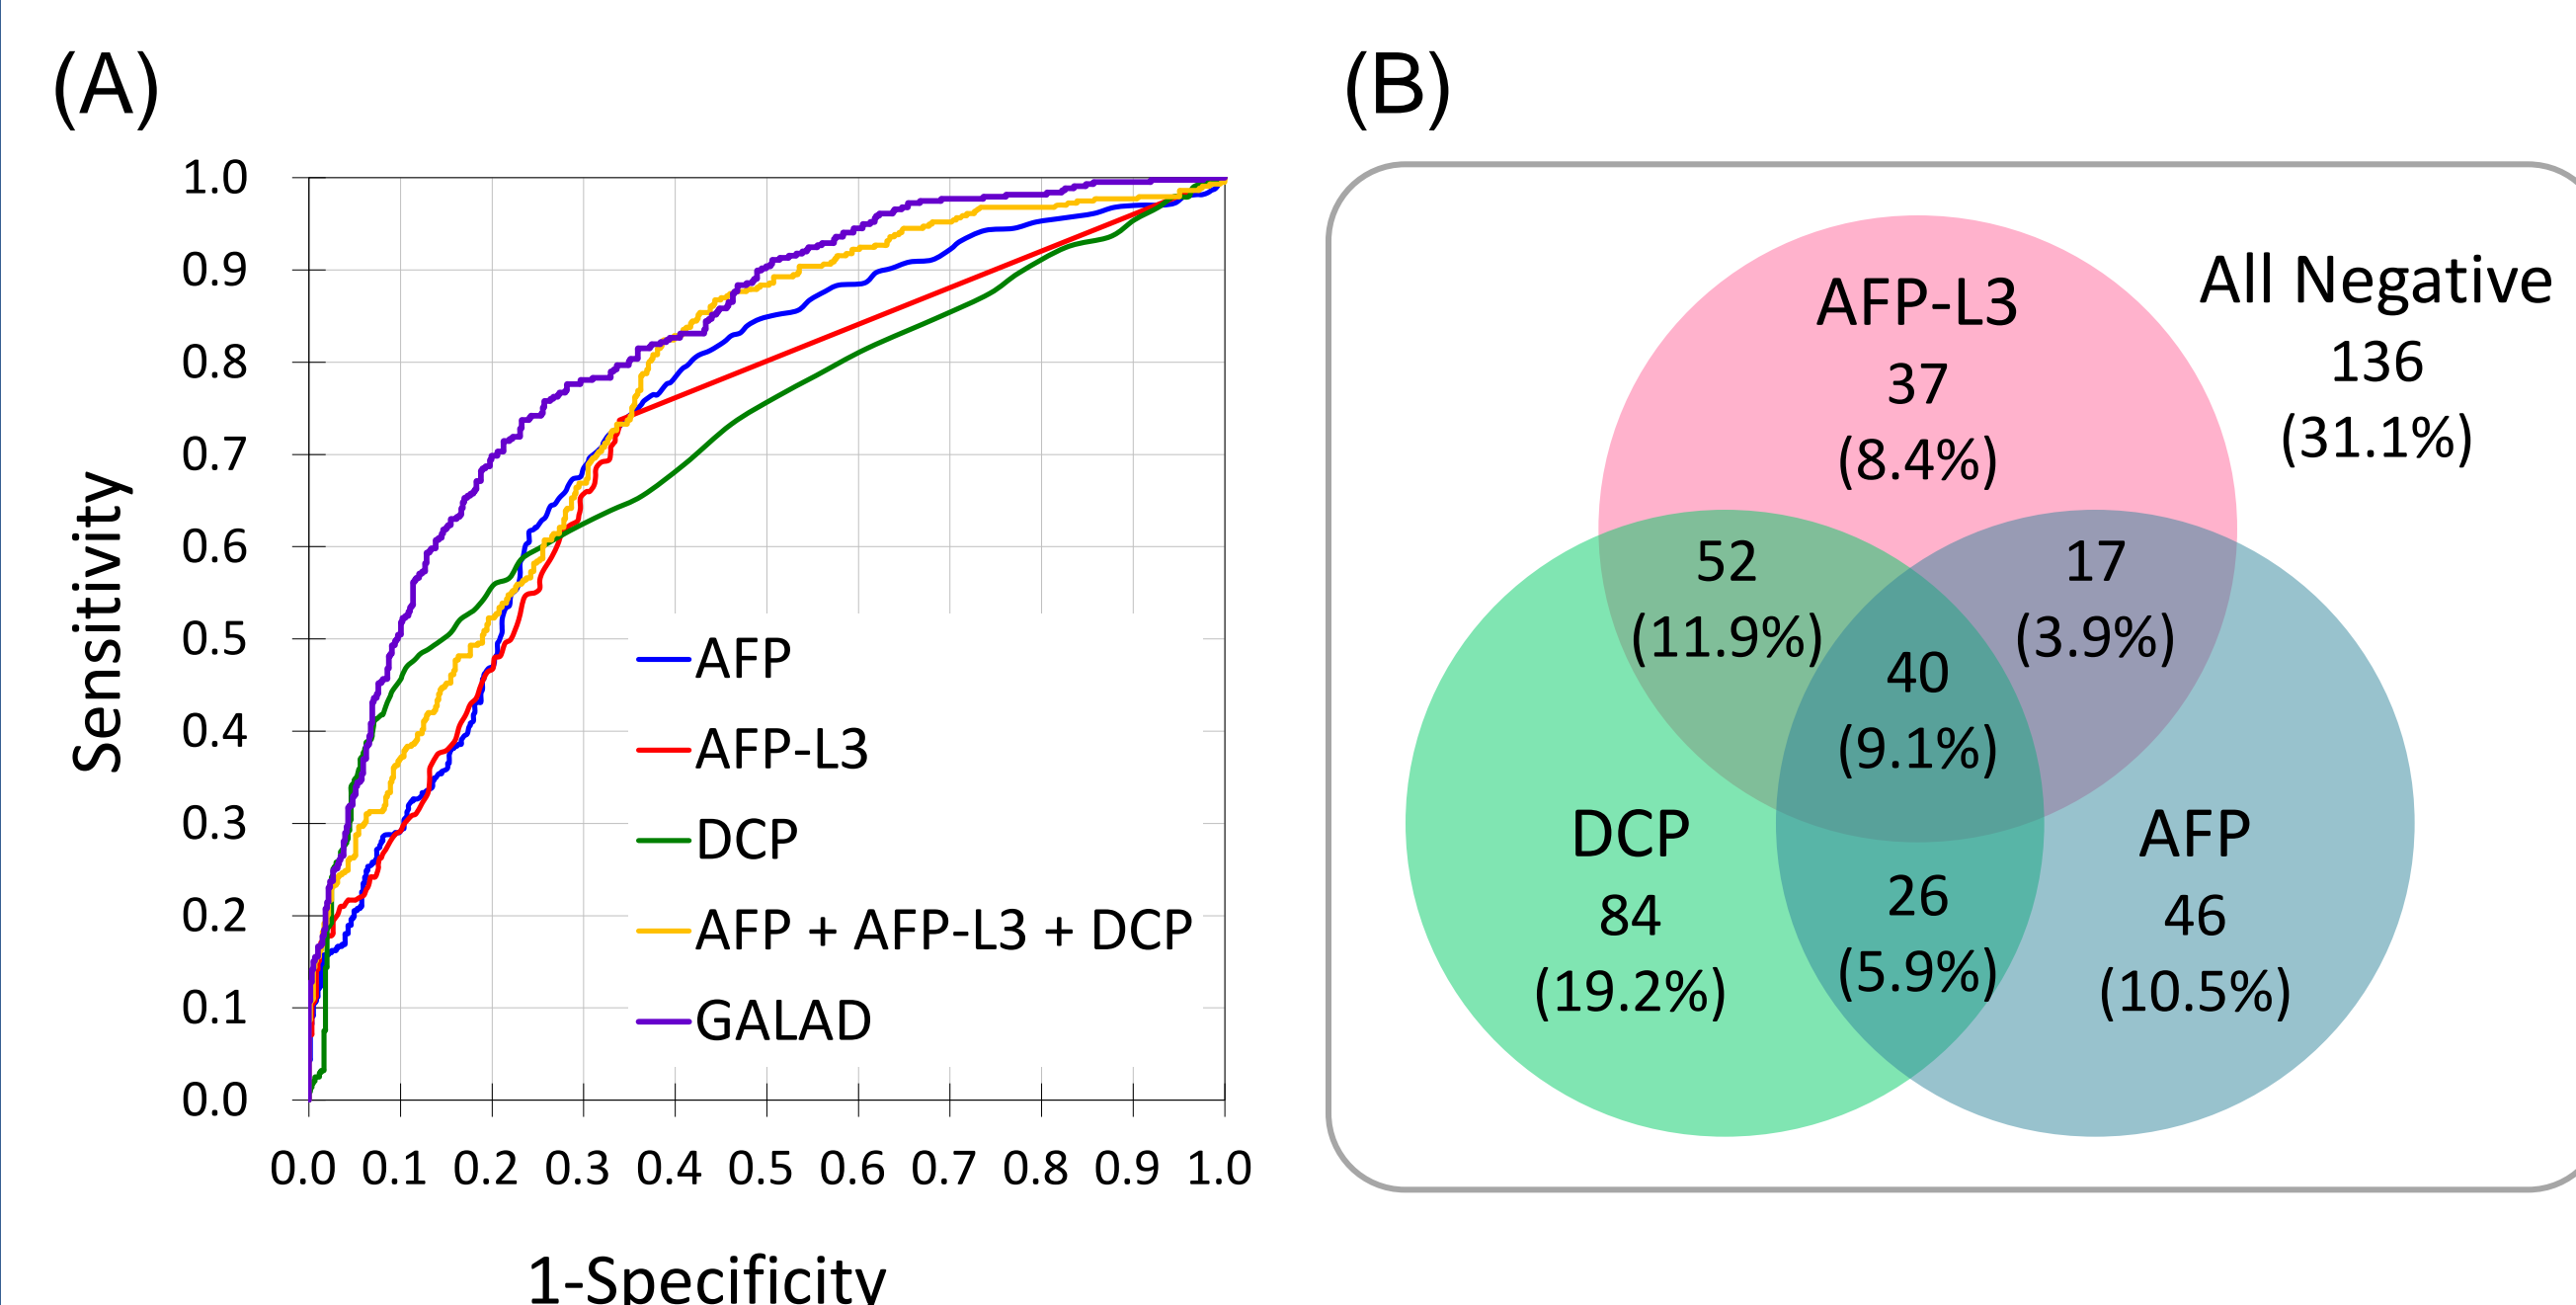 (A)
1.0
0.9
0.8
0.7
0.6
0.5
0.4
0.3
0.2
0.1
0.0
Sensitivity
AFP
AFP-L3
DCP
AFP + AFP-L3 + DCP
GALAD
0.0 0.1 0.2 0.3 0.4 0.5 0.6 0.7 0.8 0.9 1.0
1-Specificity
(B)
All Negative
136
(31.1%)
AFP-L3
37
(8.4%)
52
(11.9%)
17
(3.9%)
40
(9.1%)
DCP
84
(19.2%)
26
(5.9%)
AFP
46
(10.5%)